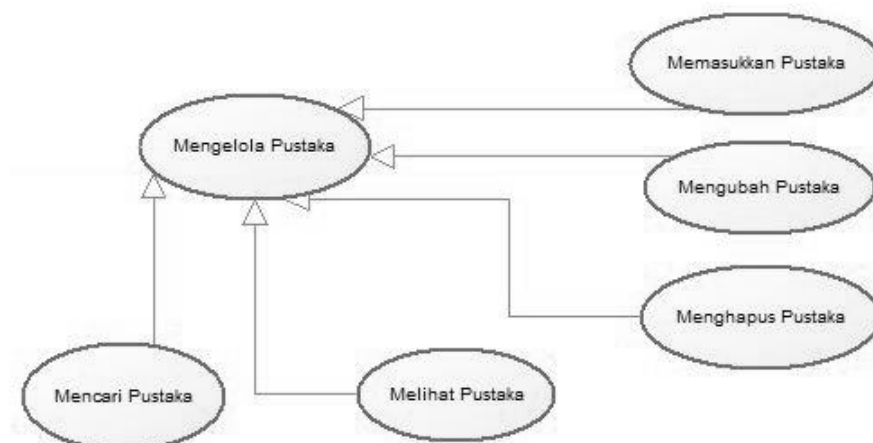 Memasukkan Pustaka
Mengelola Pustaka
Mengubah Pustaka
Menghapus Pustaka
Mencari Pustaka
Melihat Pustaka